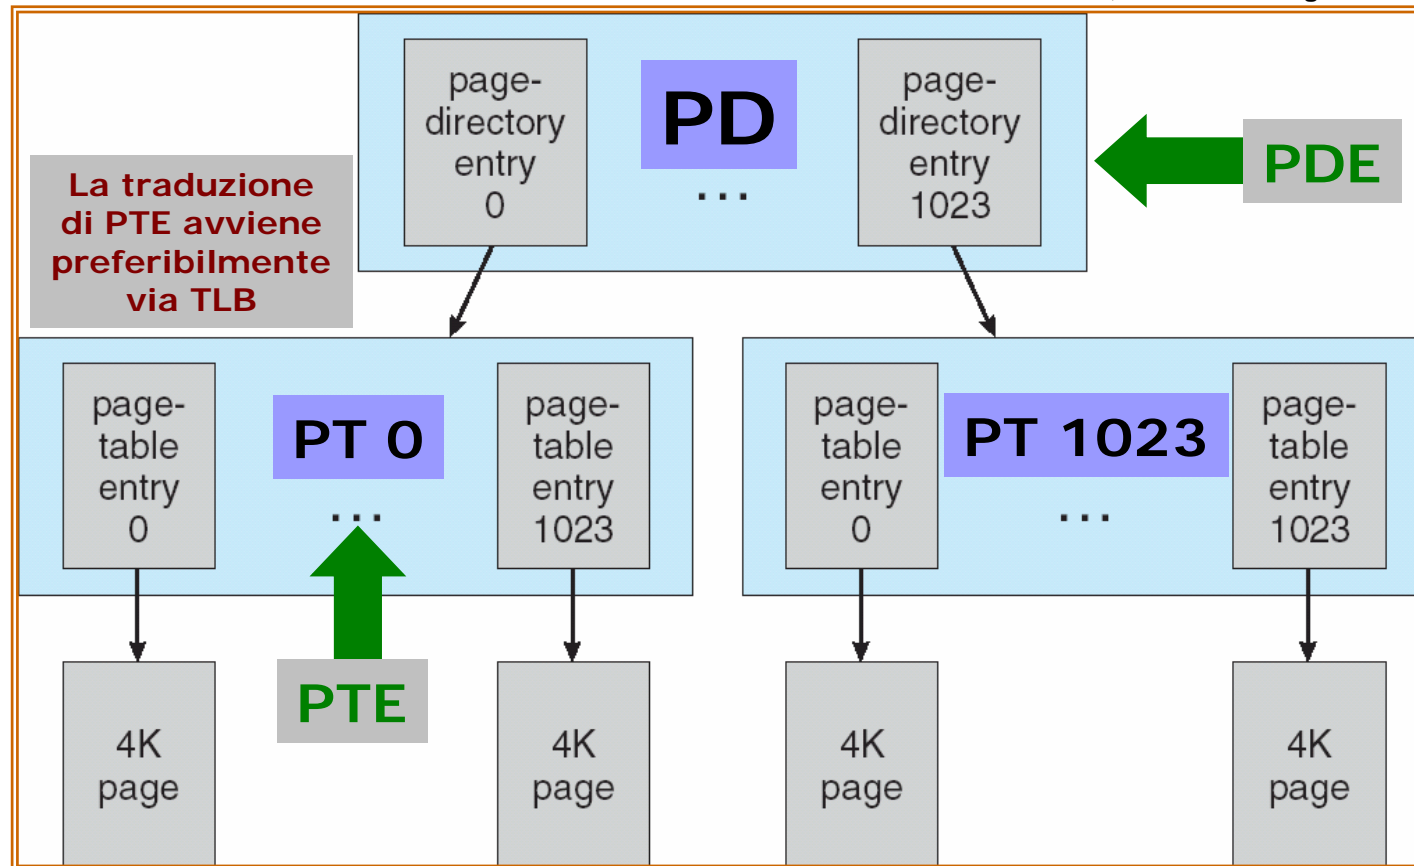 page-
directory
entry
0
PD
...
page-
directory
entry
1023
PDE
La traduzione
di PTE avviene
preferibilmente
via TLB
page-
table
entry
0
PT 0
...
page-
table
entry
1023
page-
table
entry
0
PT 1023
...
page-
table
entry
1023
PTE
4K
page
4K
page
4K
page
4K
page